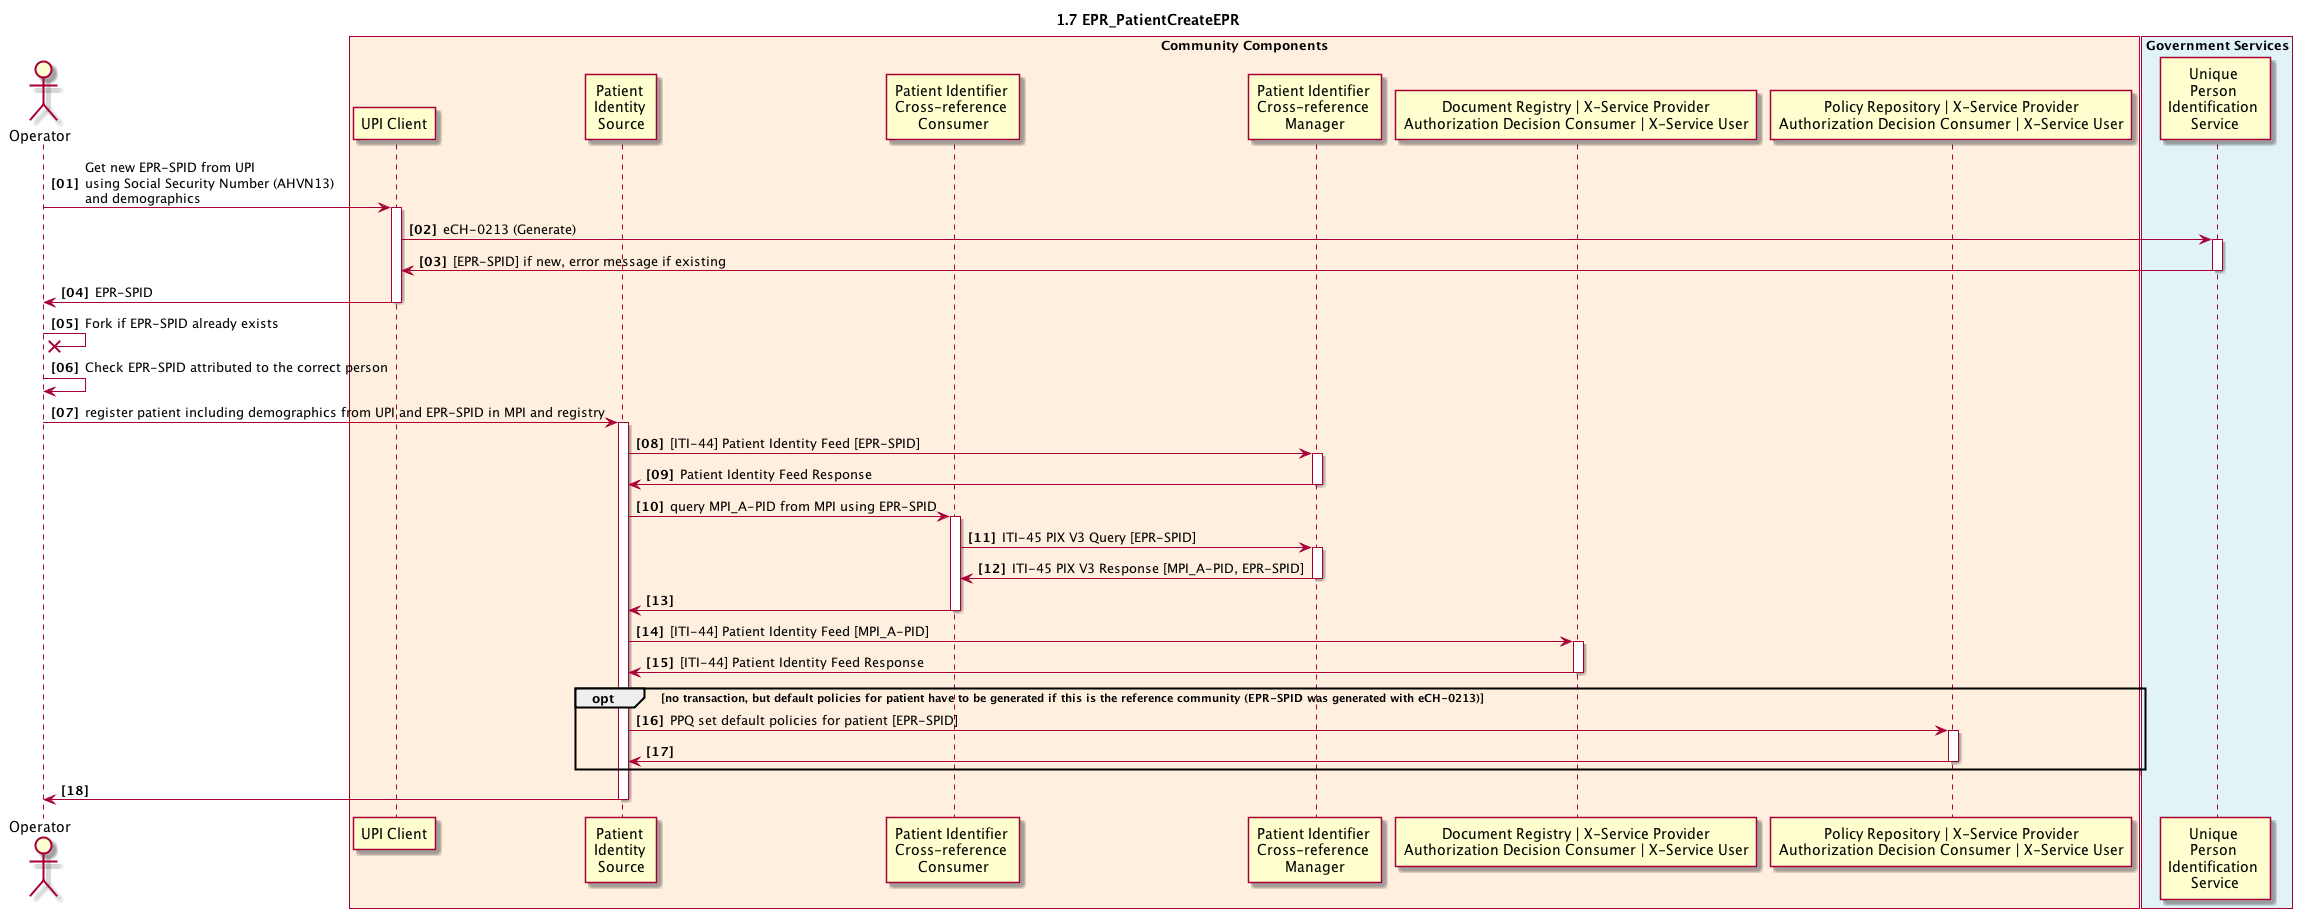 1.7 EPR_PatientCreateEPR
Community Components
Government Services
Operator
UPI Client
Patient
Identity
Source
Patient Identifier
Cross-reference
Consumer
Patient Identifier
Cross-reference
Manager
Document Registry | X-Service Provider
Authorization Decision Consumer | X-Service User
Policy Repository | X-Service Provider
Authorization Decision Consumer | X-Service User
Unique
Person
Identification
Service
Get new EPR-SPID from UPI
[01] using Social Security Number (AHVN13)
and demographics
[02] eCH-0213 (Generate)
[03] [EPR-SPID] if new, error message if existing
[04] EPR-SPID
[05] Fork if EPR-SPID already exists
[06] Check EPR-SPID attributed to the correct person
[07] register patient including demographics from UPI and EPR-SPID in MPI and registry
[08] [ITI-44] Patient Identity Feed [EPR-SPID]
[09] Patient Identity Feed Response
[10] query MPI_A-PID from MPI using EPR-SPID
[11] ITI-45 PIX V3 Query [EPR-SPID]
[12] ITI-45 PIX V3 Response [MPI_A-PID, EPR-SPID]
[13]
[14] [ITI-44] Patient Identity Feed [MPI_A-PID]
[15] [ITI-44] Patient Identity Feed Response
opt [no transaction, but default policies for patient have to be generated if this is the reference community (EPR-SPID was generated with eCH-0213)]
[16] PPQ set default policies for patient [EPR-SPID]
[17]
[18]
Operator
UPI Client
Patient
Identity
Source
Patient Identifier
Cross-reference
Consumer
Patient Identifier
Cross-reference
Manager
Document Registry | X-Service Provider
Authorization Decision Consumer | X-Service User
Policy Repository | X-Service Provider
Authorization Decision Consumer | X-Service User
Unique
Person
Identification
Service